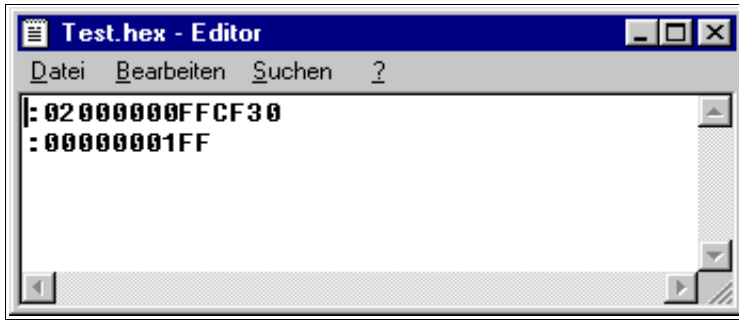 Test.hex - Editor
Datei Bearbeiten Suchen ?
:02000000FFCF30
:00000001FF